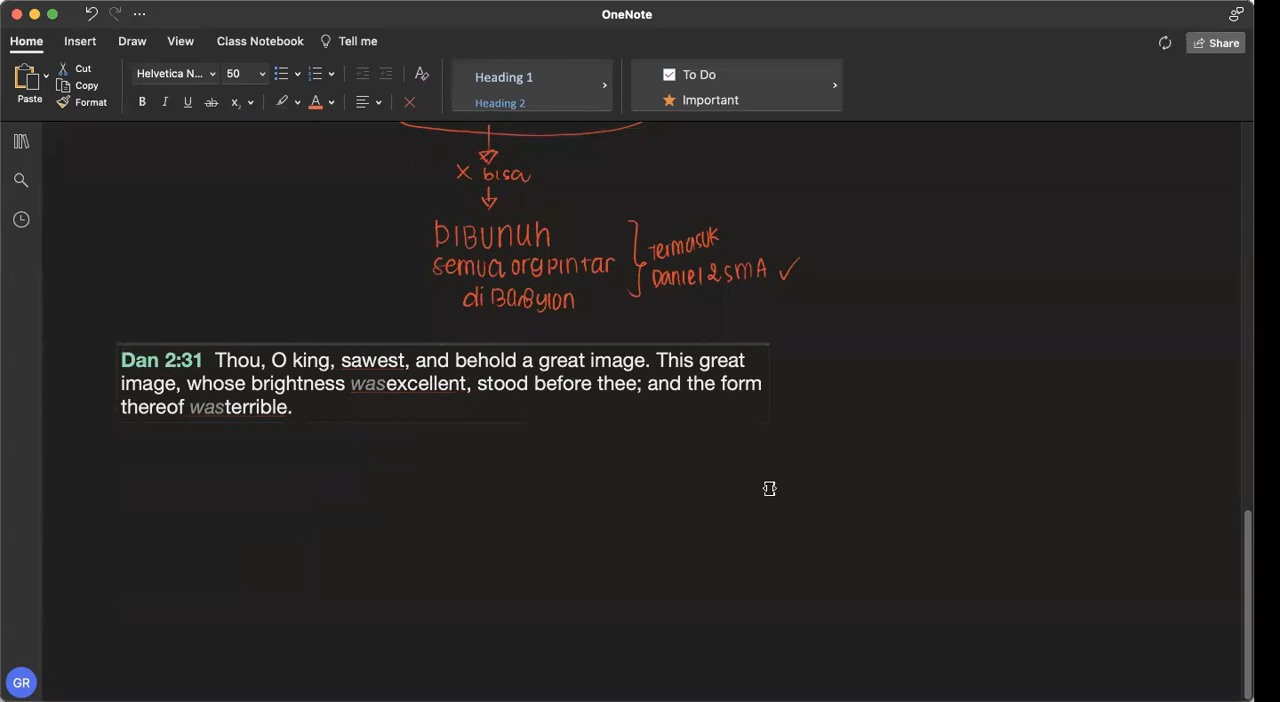 OneNote
Home Insert Draw View Class Notebook Tell me
Share
Paste
Cut
Copy
Format
Helvetica N... 50
B I U ab x₂ A
Heading 1
Heading 2
To Do
Important
X bisa
DIBUNUH
semua org pintar
di Babylon
Termasuk
Daniel 2 SMA ✓
Dan 2:31 Thou, O king, sawest, and behold a great image. This great
image, whose brightness wasexcellent, stood before thee; and the form
thereof wasterrible.
GR